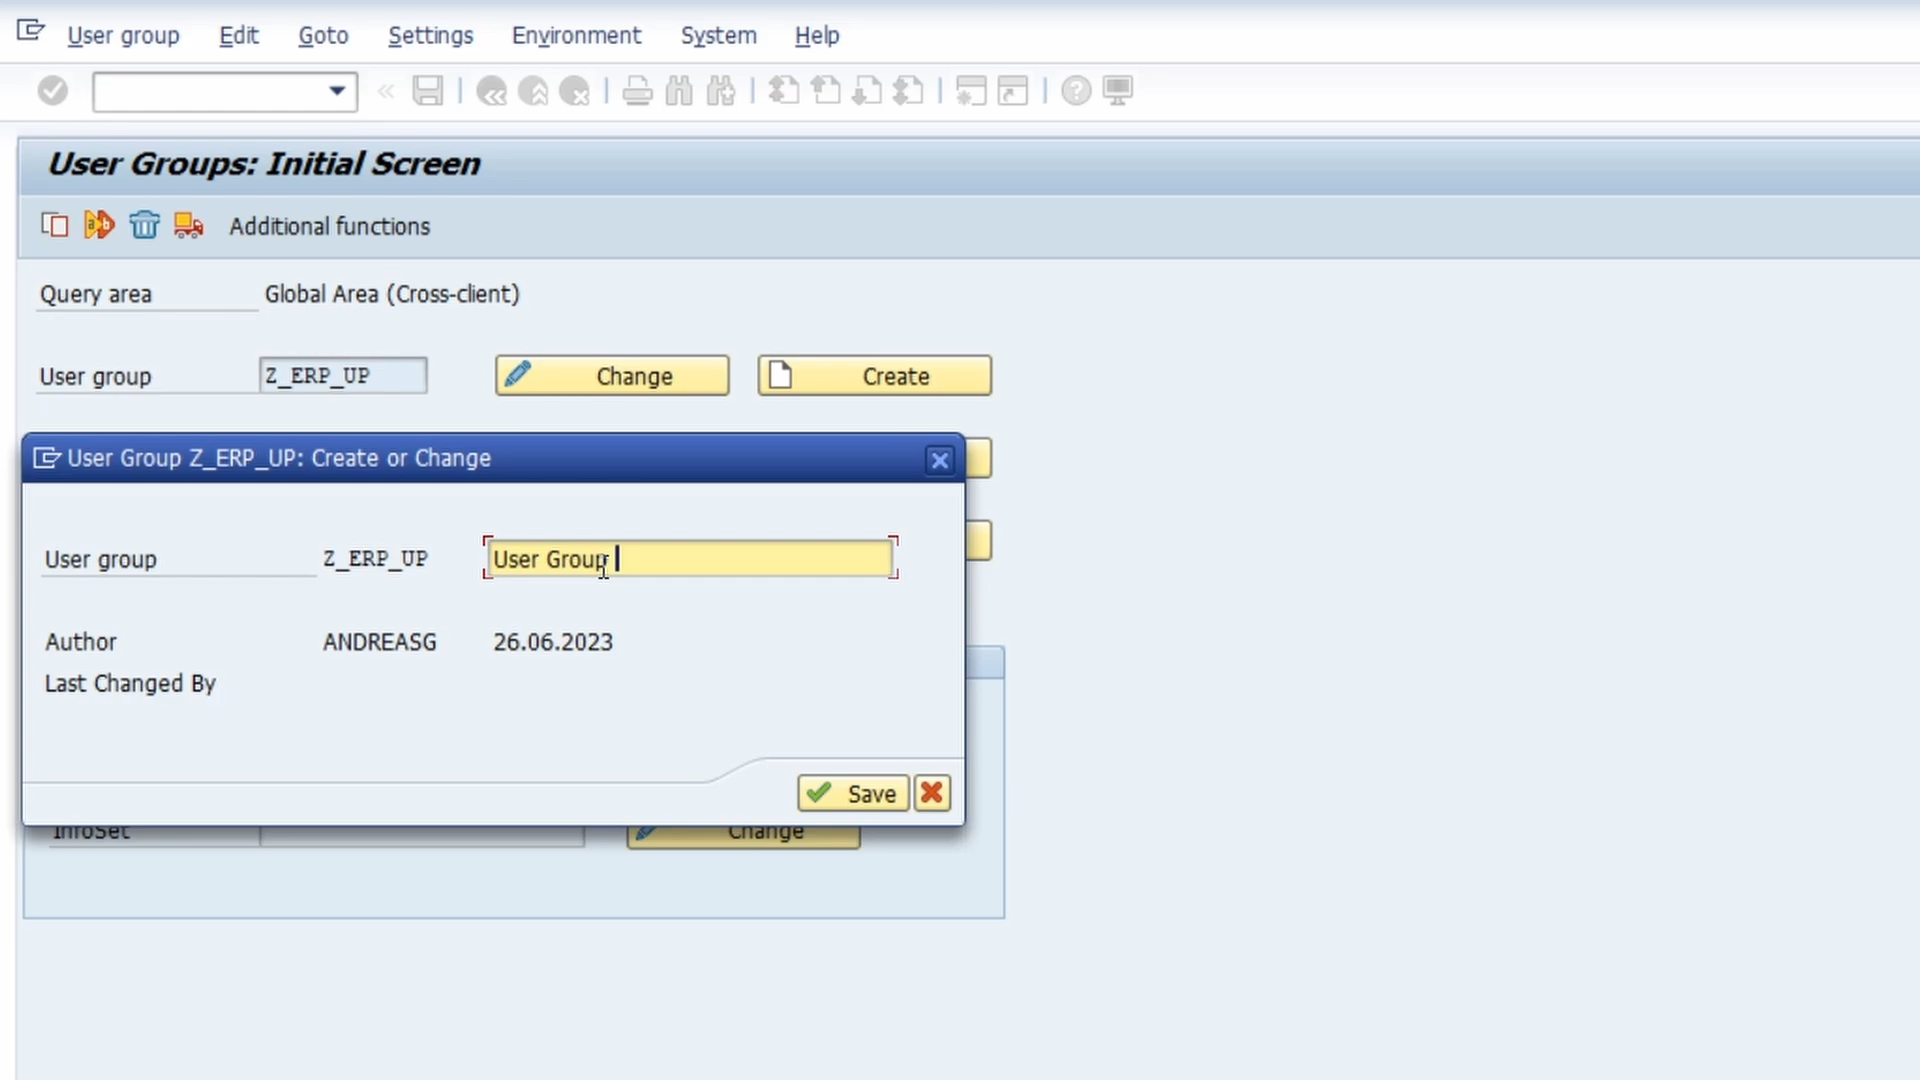 User group Edit Goto Settings Environment System Help
User Groups: Initial Screen
Additional functions
Query area Global Area (Cross-client)
User group Z_ERP_UP Change Create
User Group Z_ERP_UP: Create or Change
User group Z_ERP_UP User Group
Author ANDREASG 26.06.2023
Last Changed By
Save
InfoSet Change